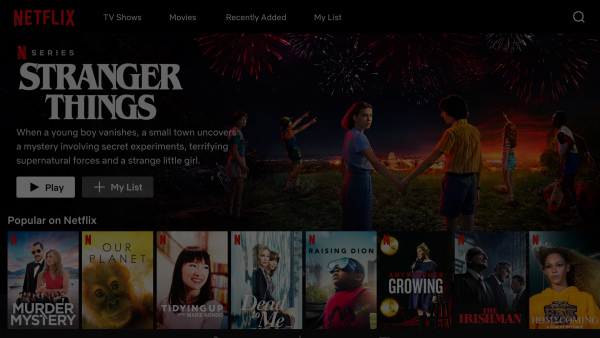 NETFLIX
TV Shows
Movies
Recently Added
My List
N SERIES
STRANGER
THINGS
When a young boy vanishes, a small town uncovers
a mystery involving secret experiments, terrifying
supernatural forces and a strange little girl.
Play
My List
Popular on Netflix
N
MURDER
MYSTERY
N
OUR
PLANET
N
TIDYING UP
WITH MARIE KONDO
N
Dead
to Me
N
RAISING DION
N
GROWING
N
THE
IRISHMAN
N
HOMECOMING